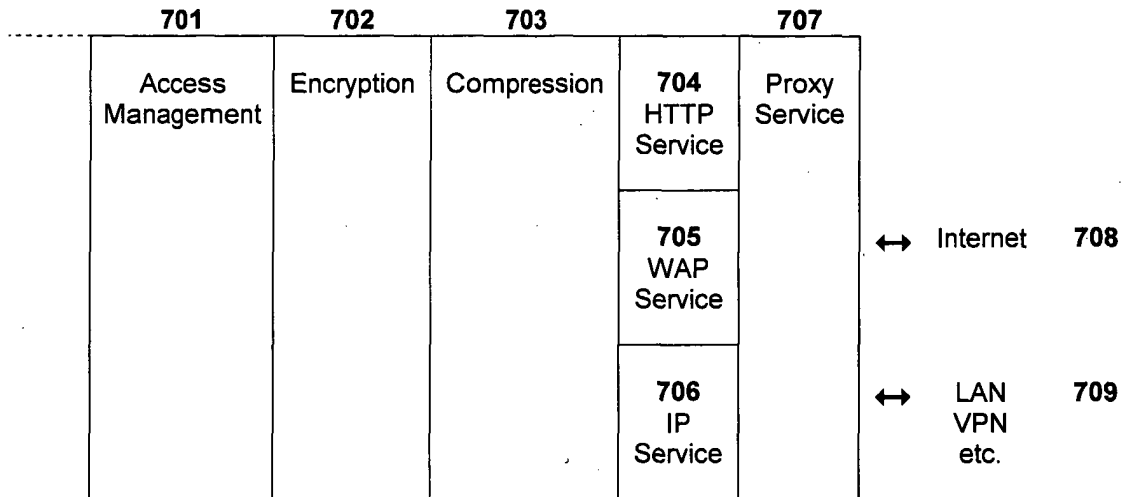 701 702 703 707
Access Management
Encryption
Compression
704
HTTP
Service
Proxy
Service
705
WAP
Service
Internet 708
706
IP
Service
LAN 709
VPN
etc.